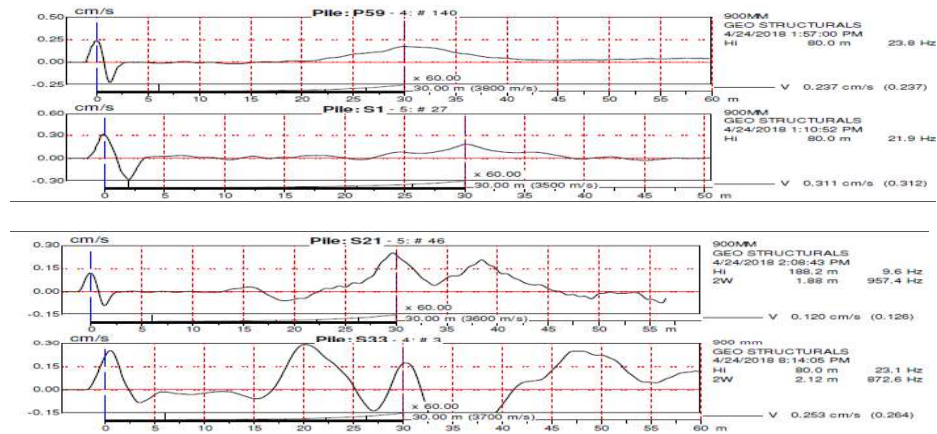 cm/s
Pile: P59 - 4: # 140
0.50
0.25
0.00
-0.25
x 60.00
30.00 m (3800 m/s)
0 5 10 15 20 25 30 35 40 45 50 55 60 m
900MM
GEO STRUCTURALS
4/24/2018 1:57:00 PM
Hi 80.0 m 23.8 Hz
V 0.237 cm/s (0.237)
cm/s
Pile: S1 - 5: # 27
0.60
0.30
0.00
-0.30
x 60.00
30.00 m (3500 m/s)
0 5 10 15 20 25 30 35 40 45 50 m
900MM
GEO STRUCTURALS
4/24/2018 1:10:52 PM
Hi 80.0 m 21.9 Hz
V 0.311 cm/s (0.312)
cm/s
Pile: S21 - 5: # 46
0.30
0.15
0.00
-0.15
x 60.00
30.00 m (3600 m/s)
0 5 10 15 20 25 30 35 40 45 50 55 m
900MM
GEO STRUCTURALS
4/24/2018 2:08:43 PM
Hi 188.2 m 9.6 Hz
2W 1.88 m 957.4 Hz
V 0.120 cm/s (0.126)
cm/s
Pile: S33 - 4: # 3
0.30
0.15
0.00
-0.15
x 60.00
30.00 m (3700 m/s)
0 5 10 15 20 25 30 35 40 45 50 55 60 m
900 mm
GEO STRUCTURALS
4/24/2018 8:14:05 PM
Hi 80.0 m 23.1 Hz
2W 2.12 m 872.6 Hz
V 0.253 cm/s (0.264)